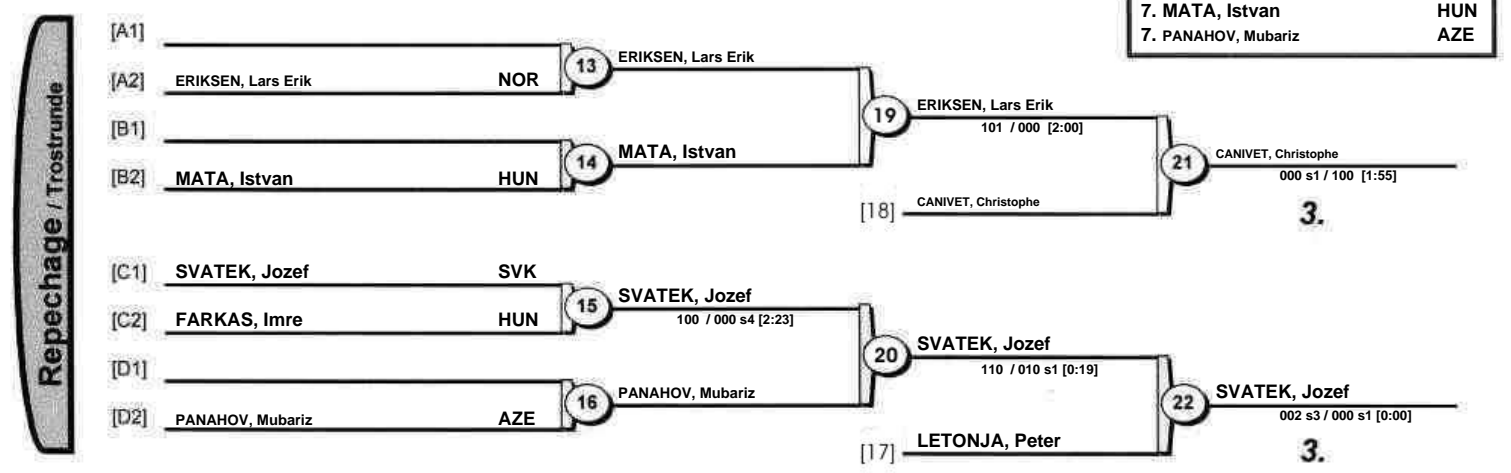 7. MATA, Istvan HUN
7. PANAHOV, Mubariz AZE
Repechage / Trostrunde
[A1]
[A2] ERIKSEN, Lars Erik NOR
13 ERIKSEN, Lars Erik
[B1]
[B2] MATA, Istvan HUN
14 MATA, Istvan
19 ERIKSEN, Lars Erik
101 / 000 [2:00]
[18] CANIVET, Christophe
21 CANIVET, Christophe
000 s1 / 100 [1:55]
3.
[C1] SVATEK, Jozef SVK
[C2] FARKAS, Imre HUN
15 SVATEK, Jozef
100 / 000 s4 [2:23]
[D1]
[D2] PANAHOV, Mubariz AZE
16 PANAHOV, Mubariz
20 SVATEK, Jozef
110 / 010 s1 [0:19]
[17] LETONJA, Peter
22 SVATEK, Jozef
002 s3 / 000 s1 [0:00]
3.